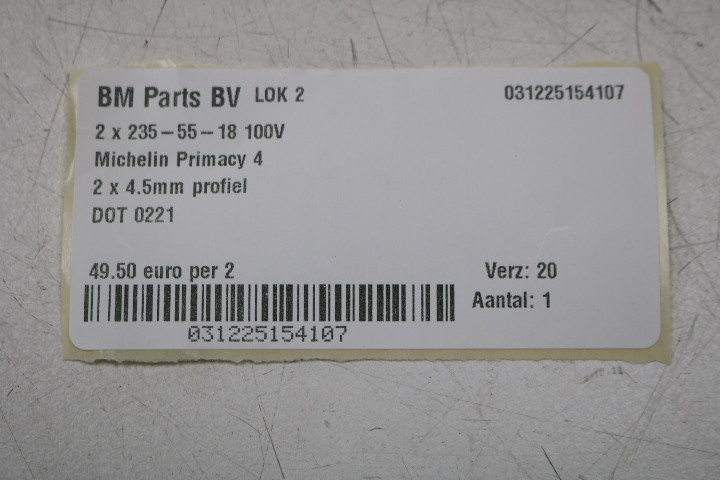 BM Parts BV LOK 2 031225154107
2 x 235-55-18 100V
Michelin Primacy 4
2 x 4.5mm profiel
DOT 0221
49.50 euro per 2 Verz: 20
Aantal: 1
031225154107